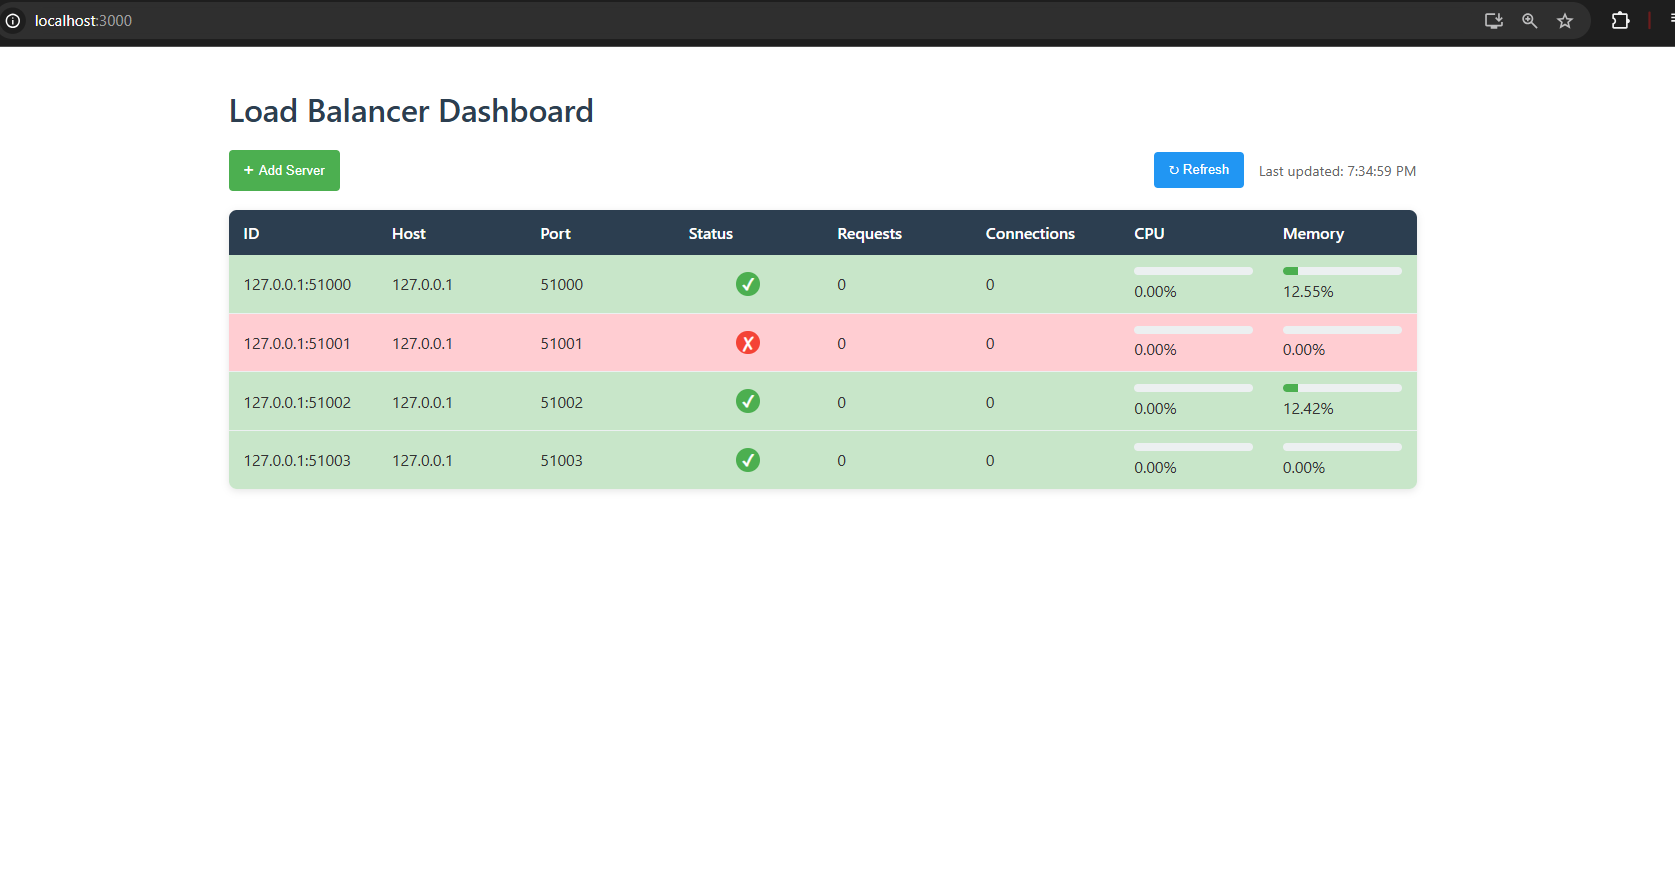 localhost:3000
Load Balancer Dashboard
+ Add Server
↻ Refresh Last updated: 7:34:59 PM
ID Host Port Status Requests Connections CPU Memory
127.0.0.1:51000 127.0.0.1 51000 ✓ 0 0 0.00% 12.55%
127.0.0.1:51001 127.0.0.1 51001 ✗ 0 0 0.00% 0.00%
127.0.0.1:51002 127.0.0.1 51002 ✓ 0 0 0.00% 12.42%
127.0.0.1:51003 127.0.0.1 51003 ✓ 0 0 0.00% 0.00%